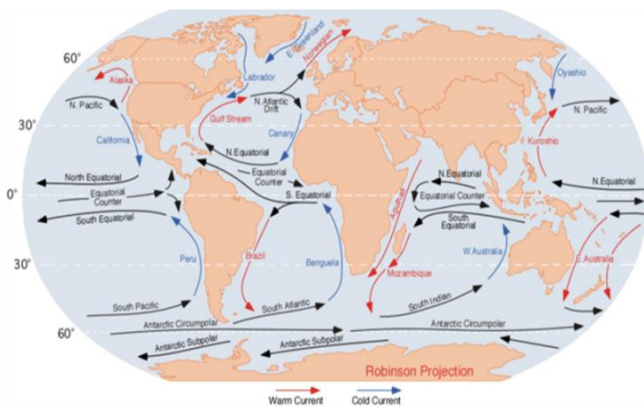 E. Greenland
Norwegian
60°
Alaska
Labrador
Oyashio
N. Pacific
N. Atlantic
Drift
N. Pacific
Gulf Stream
30°
California
Canary
Kuroshio
N.Equatorial
North Equatorial
Equatorial
Counter
N.Equatorial
N.Equatorial
0°
Equatorial
Counter
S. Equatorial
Equatorial Counter
South Equatorial
South
Equatorial
Agulhas
Peru
Brazil
Benguela
Mozambique
W.Australia
E.Australia
30°
South Pacific
South Atlantic
South Indian
Antarctic Circumpolar
Antarctic Circumpolar
60°
Antarctic Subpolar
Antarctic Subpolar
Robinson Projection
Warm Current
Cold Current